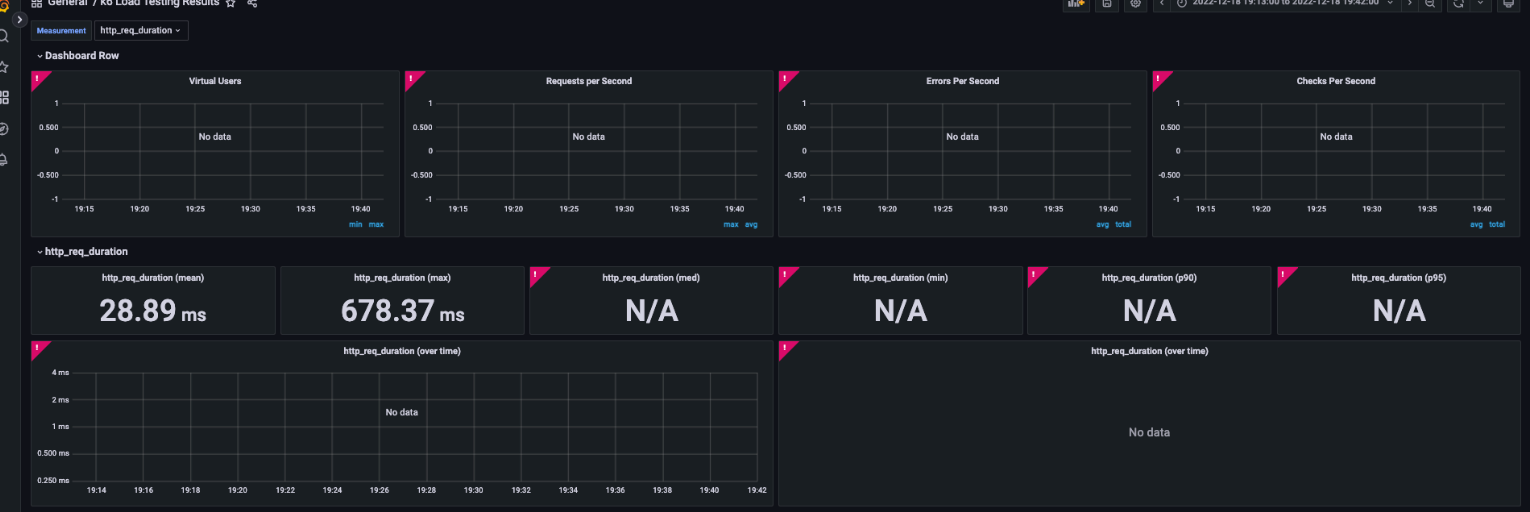 General / k6 Load Testing Results
2022-12-18 19:13:00 to 2022-12-18 19:42:00
Measurement http_req_duration
Dashboard Row
! Virtual Users
1
0.500
0
-0.500
-1
No data
19:15 19:20 19:25 19:30 19:35 19:40
min max
! Requests per Second
1
0.500
0
-0.500
-1
No data
19:15 19:20 19:25 19:30 19:35 19:40
max avg
! Errors Per Second
1
0.500
0
-0.500
-1
No data
19:15 19:20 19:25 19:30 19:35 19:40
avg total
! Checks Per Second
1
0.500
0
-0.500
-1
No data
19:15 19:20 19:25 19:30 19:35 19:40
avg total
http_req_duration
http_req_duration (mean)
28.89 ms
http_req_duration (max)
678.37 ms
! http_req_duration (med)
N/A
! http_req_duration (min)
N/A
! http_req_duration (p90)
N/A
! http_req_duration (p95)
N/A
! http_req_duration (over time)
4 ms
2 ms
1 ms
0.500 ms
0.250 ms
No data
19:14 19:16 19:18 19:20 19:22 19:24 19:26 19:28 19:30 19:32 19:34 19:36 19:38 19:40 19:42
! http_req_duration (over time)
No data